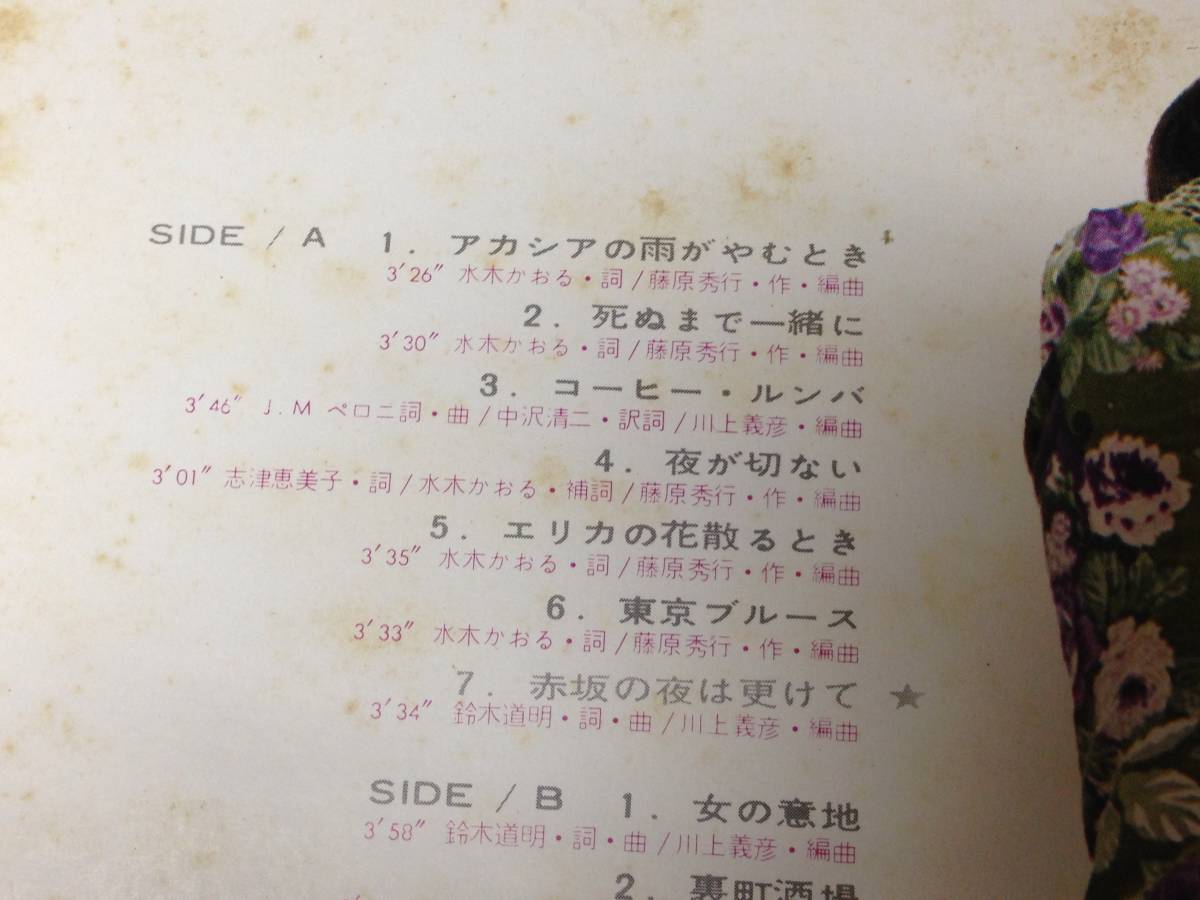 SIDE / A 1. アカシアの雨がやむとき
3′26″ 水木かおる・詞/藤原秀行・作・編曲
2. 死ぬまで一緒に
3′30″ 水木かおる・詞/藤原秀行・作・編曲
3. コーヒー・ルンバ
3′46″ J.M ペロニ詞・曲/中沢清二・訳詞/川上義彦・編曲
4. 夜が切ない
3′01″ 志津恵美子・詞/水木かおる・補詞/藤原秀行・作・編曲
5. エリカの花散るとき
3′35″ 水木かおる・詞/藤原秀行・作・編曲
6. 東京ブルース
3′33″ 水木かおる・詞/藤原秀行・作・編曲
7. 赤坂の夜は更けて ★
3′34″ 鈴木道明・詞・曲/川上義彦・編曲
SIDE / B 1. 女の意地
3′58″ 鈴木道明・詞・曲/川上義彦・編曲
2. 裏町酒場